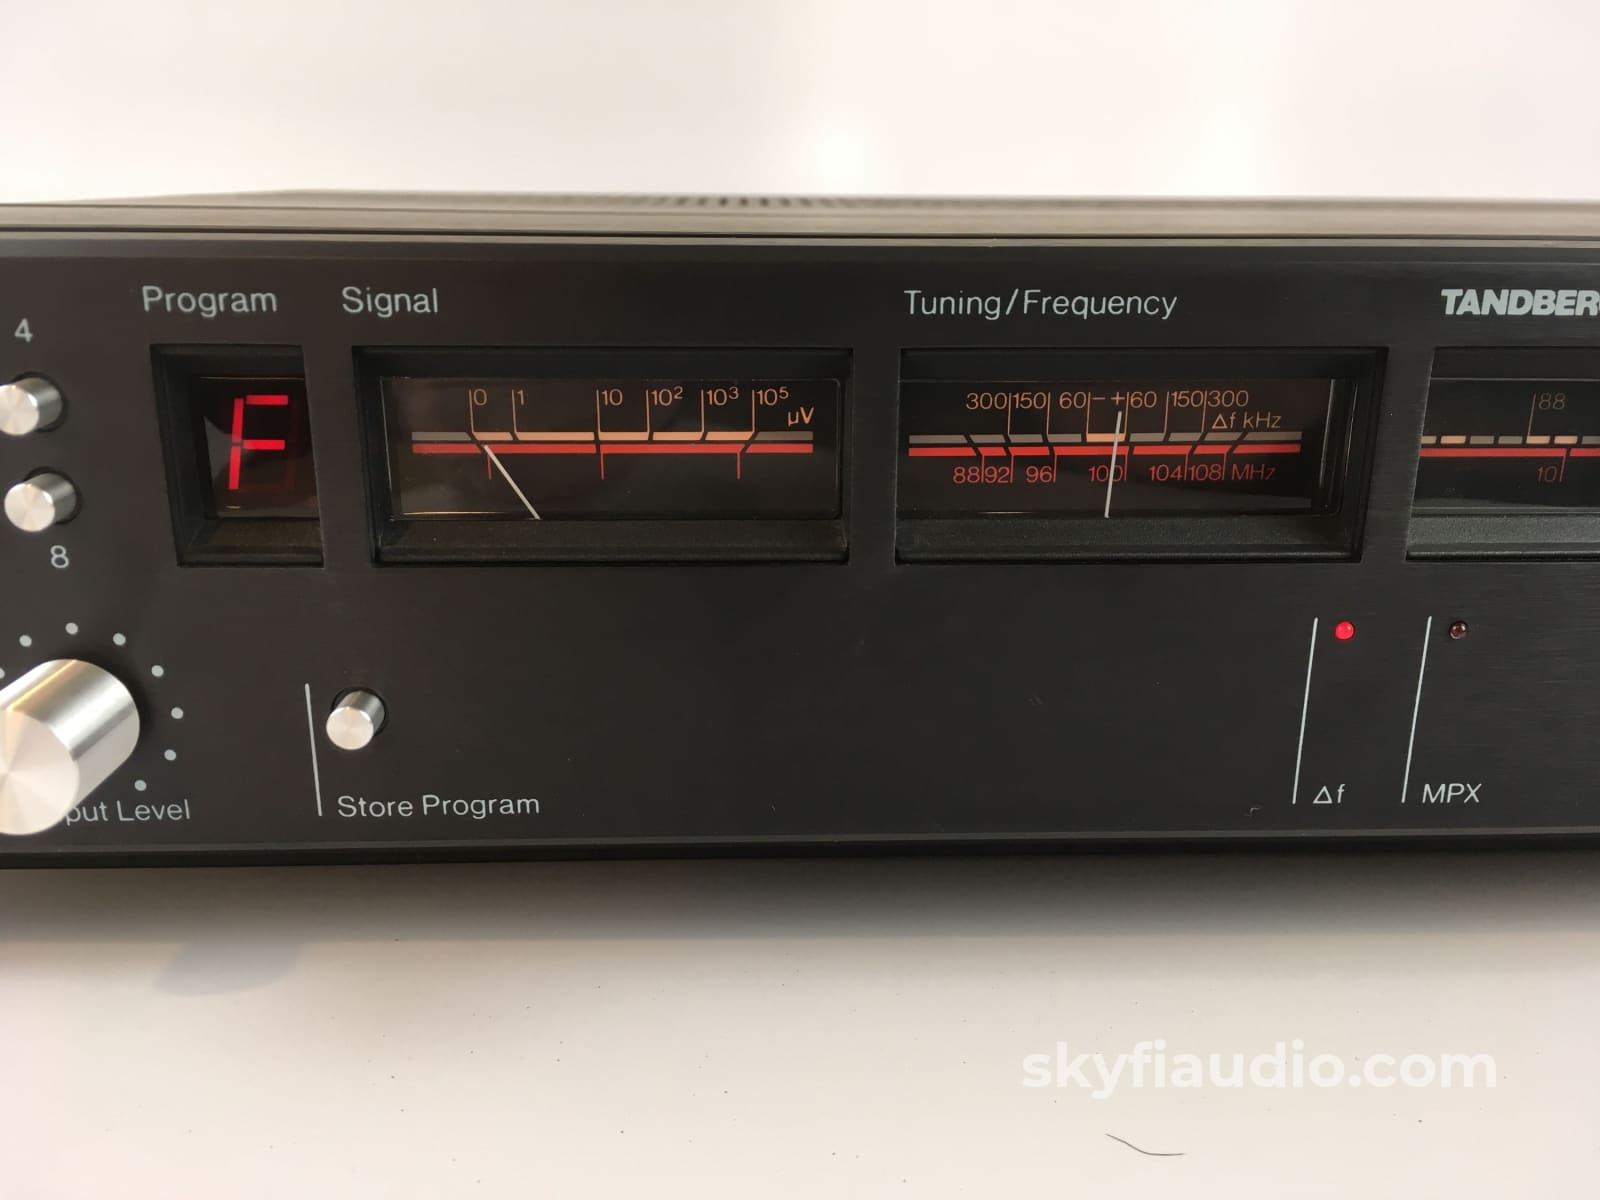 Program
Signal
Tuning/Frequency
TANDBER
4
8
F
0 1 10 10² 10³ 10⁵
µV
300 150 60 - + 60 150 300
Δf kHz
88 92 96 100 104 108 MHz
88
101
put Level
Store Program
Δf
MPX
skyfiaudio.com